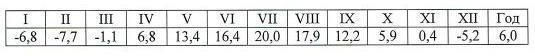 I II III IV V VI VII VIII IX X XI XII Год
-6,8 -7,7 -1,1 6,8 13,4 16,4 20,0 17,9 12,2 5,9 0,4 -5,2 6,0